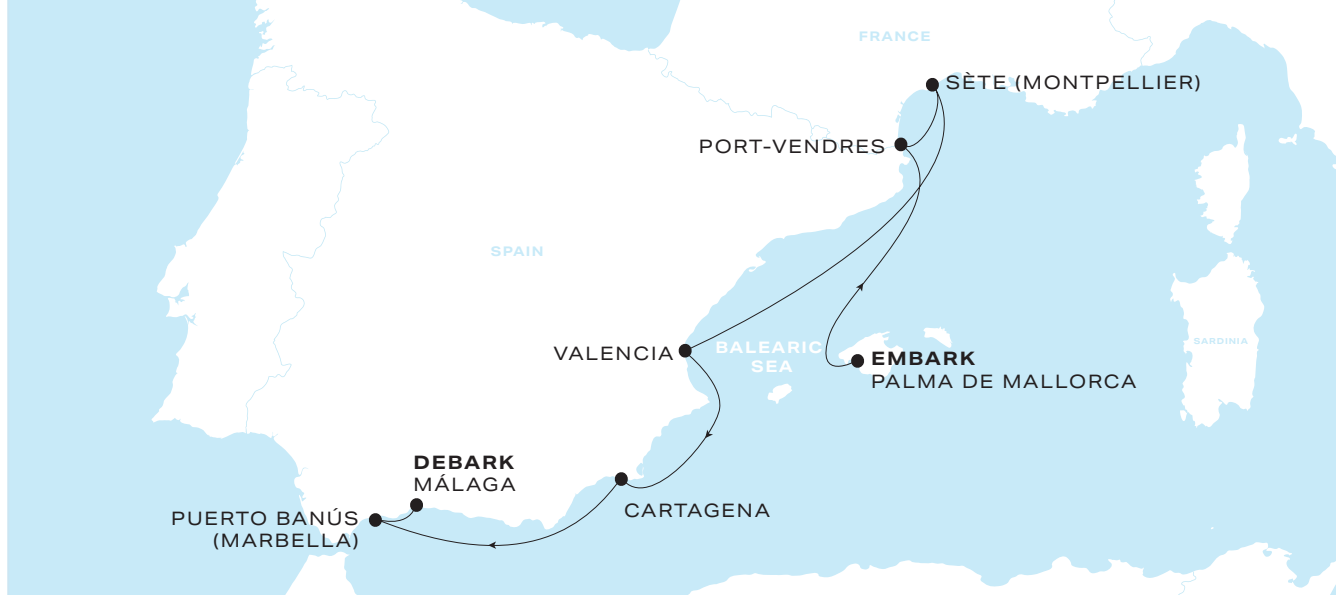 FRANCE
SÈTE (MONTPELLIER)
PORT-VENDRES
SPAIN
SARDINIA
VALENCIA
BALEARIC
SEA
EMBARK
PALMA DE MALLORCA
DEBARK
MÁLAGA
CARTAGENA
PUERTO BANÚS
(MARBELLA)